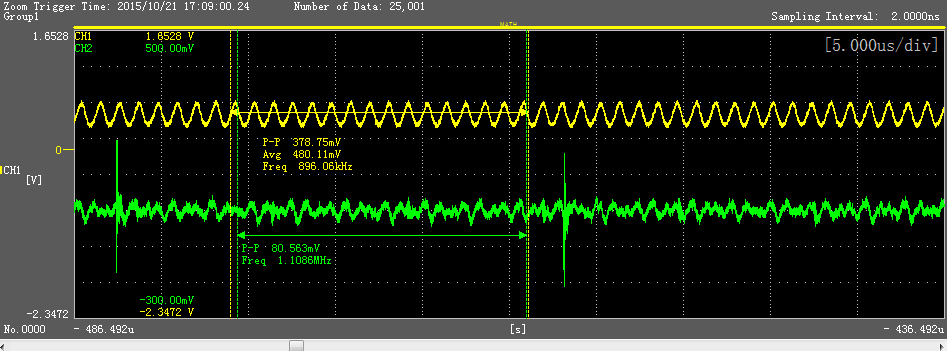 Zoom Trigger Time: 2015/10/21 17:09:00.24 Number of Data: 25,001
Group1 Sampling Interval: 2.0000ns
MATH
1.6528 CH1 1.6528 V
CH2 500.00mV
[5.000us/div]
0
P-P 378.75mV
Avg 480.11mV
Freq 896.06kHz
CH1
[V]
P-P 80.563mV
Freq 1.1086MHz
-300.00mV
-2.3472 -2.3472 V
No.0000 - 486.492u [s] - 436.492u